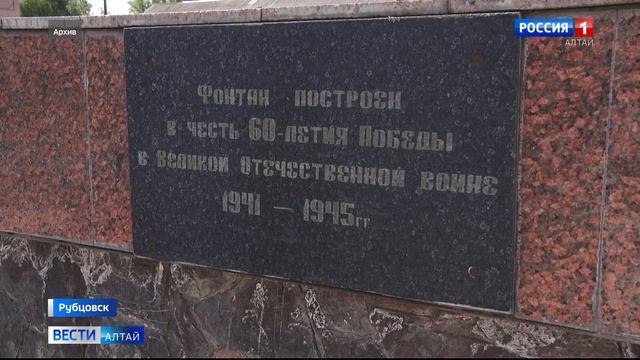 Архив
РОССИЯ 1
АЛТАЙ
Фонтан построен
в честь 60-летия Победы
в Великой Отечественной войне
1941 – 1945гг
Рубцовск
ВЕСТИ АЛТАЙ